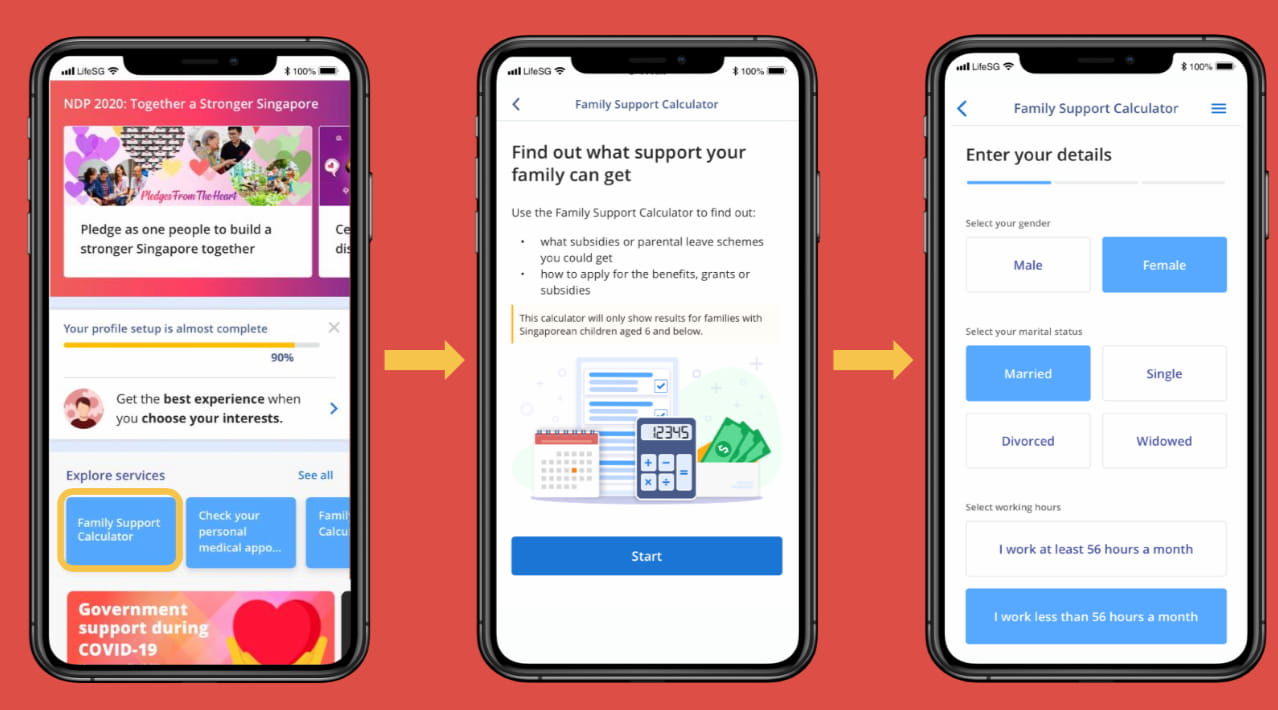 LifeSG
100%
NDP 2020: Together a Stronger Singapore
Pledges From The Heart
Pledge as one people to build a
stronger Singapore together
Ce
dis
Your profile setup is almost complete
90%
Get the best experience when
you choose your interests.
Explore services
See all
Family Support
Calculator
Check your
personal
medical appo...
Famil
Calcu
Government
support during
COVID-19
LifeSG
100%
Family Support Calculator
Find out what support your
family can get
Use the Family Support Calculator to find out:
• what subsidies or parental leave schemes
you could get
• how to apply for the benefits, grants or
subsidies
This calculator will only show results for families with
Singaporean children aged 6 and below.
12345
+ −
× ÷ =
$
Start
LifeSG
100%
Family Support Calculator
Enter your details
Select your gender
Male
Female
Select your marital status
Married
Single
Divorced
Widowed
Select working hours
I work at least 56 hours a month
I work less than 56 hours a month